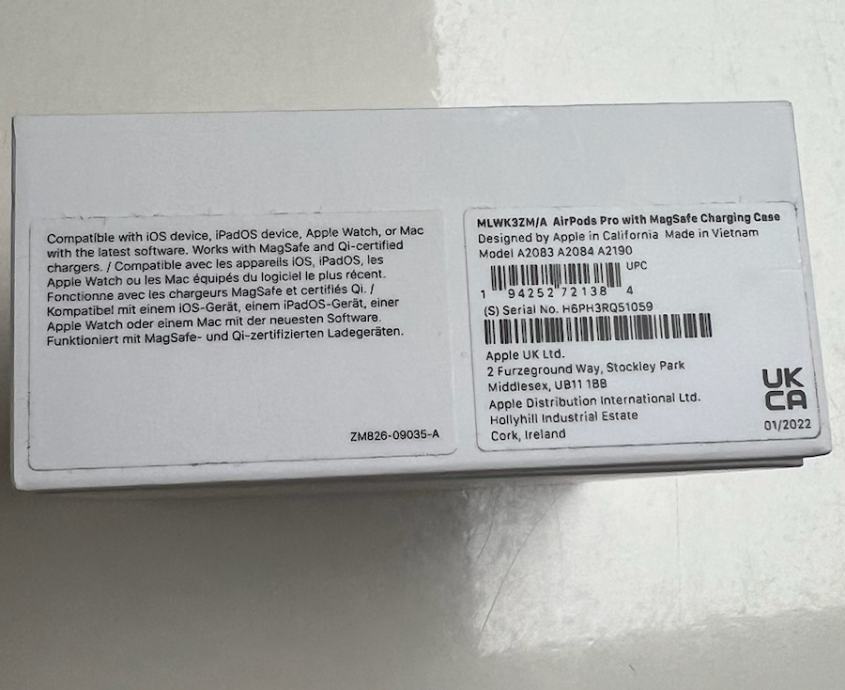 Compatible with iOS device, iPadOS device, Apple Watch, or Mac
with the latest software. Works with MagSafe and Qi-certified
chargers. / Compatible avec les appareils iOS, iPadOS, les
Apple Watch ou les Mac équipés du logiciel le plus récent.
Fonctionne avec les chargeurs MagSafe et certifiés Qi. /
Kompatibel mit einem iOS-Gerät, einem iPadOS-Gerät, einer
Apple Watch oder einem Mac mit der neuesten Software.
Funktioniert mit MagSafe- und Qi-zertifizierten Ladegeräten.
ZM826-09035-A
MLWK3ZM/A AirPods Pro with MagSafe Charging Case
Designed by Apple in California Made in Vietnam
Model A2083 A2084 A2190
UPC
1 94252 72138 4
(S) Serial No. H6PH3RQ51059
Apple UK Ltd.
2 Furzeground Way, Stockley Park
Middlesex, UB11 1BB
Apple Distribution International Ltd.
Hollyhill Industrial Estate
Cork, Ireland
UK
CA
01/2022